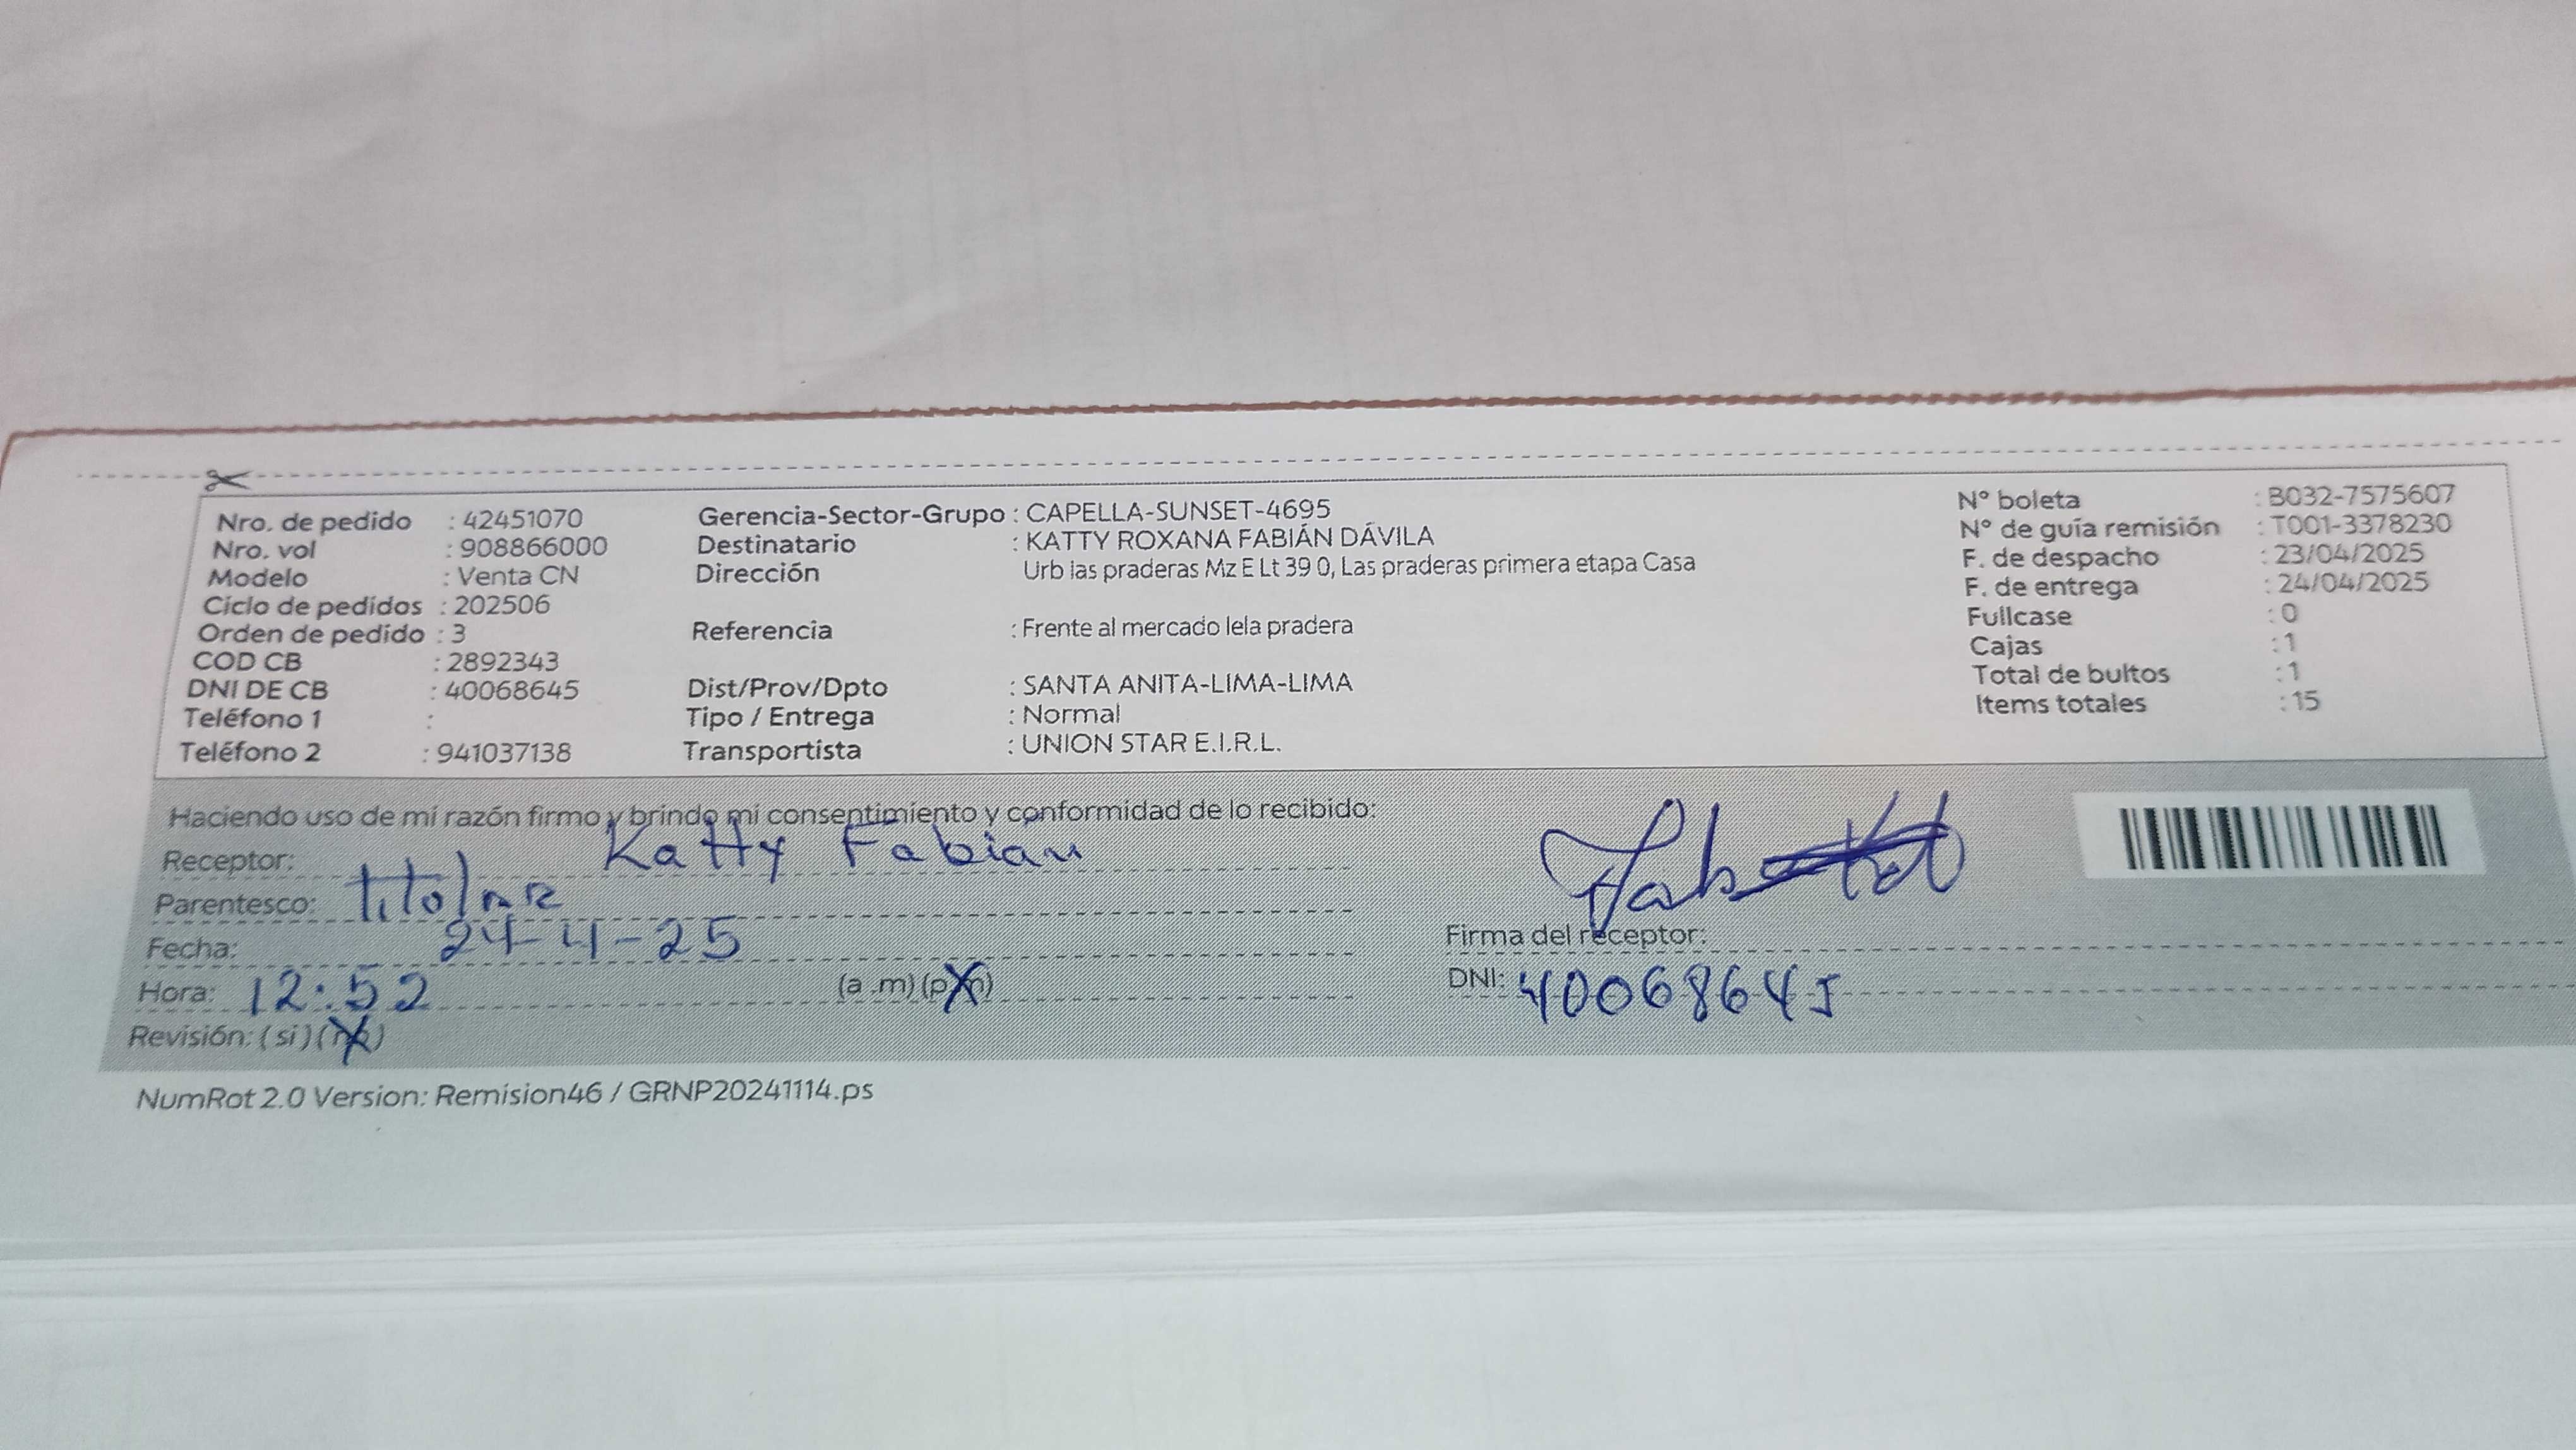 Nro. de pedido : 42451070
Nro. vol : 908866000
Modelo : Venta CN
Ciclo de pedidos : 202506
Orden de pedido : 3
COD CB : 2892343
DNI DE CB : 40068645
Teléfono 1 :
Teléfono 2 : 941037138
Gerencia-Sector-Grupo : CAPELLA-SUNSET-4695
Destinatario : KATTY ROXANA FABIÁN DÁVILA
Dirección Urb las praderas Mz E Lt 39 0, Las praderas primera etapa Casa
Referencia : Frente al mercado lela pradera
Dist/Prov/Dpto : SANTA ANITA-LIMA-LIMA
Tipo / Entrega : Normal
Transportista : UNION STAR E.I.R.L.
N° boleta : B032-7575607
N° de guía remisión : T001-3378230
F. de despacho : 23/04/2025
F. de entrega : 24/04/2025
Fullcase : 0
Cajas : 1
Total de bultos : 1
Items totales : 15
Haciendo uso de mi razón firmo y brindo mi consentimiento y conformidad de lo recibido:
Receptor: Katty Fabian
Parentesco: titolar
Fecha: 24-4-25
Hora: 12:52 (a .m) (p.m)
Revisión: ( si ) ( no )
Firma del receptor:
DNI: 40068645
NumRot 2.0 Version: Remision46 / GRNP20241114.ps